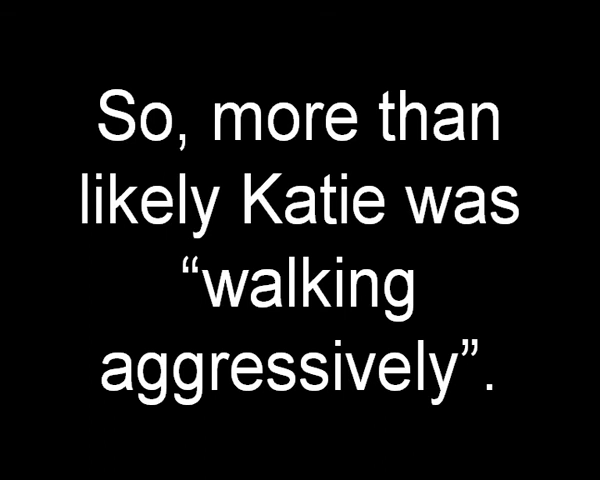 So, more than
likely Katie was
“walking
aggressively”.